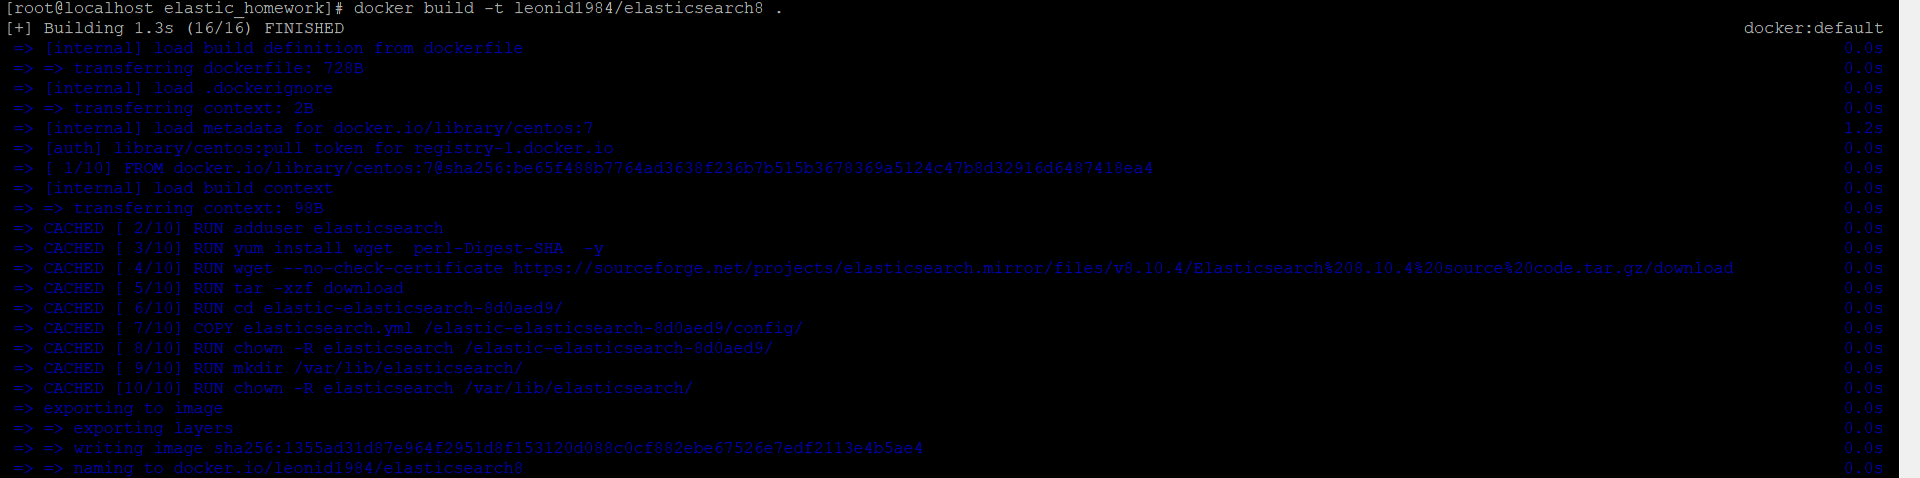 [root@localhost elastic_homework]# docker build -t leonid1984/elasticsearch8 .
[+] Building 1.3s (16/16) FINISHED docker:default
=> [internal] load build definition from dockerfile 0.0s
=> => transferring dockerfile: 728B 0.0s
=> [internal] load .dockerignore 0.0s
=> => transferring context: 2B 0.0s
=> [internal] load metadata for docker.io/library/centos:7 1.2s
=> [auth] library/centos:pull token for registry-1.docker.io 0.0s
=> [ 1/10] FROM docker.io/library/centos:7@sha256:be65f488b7764ad3638f236b7b515b3678369a5124c47b8d32916d6487418ea4 0.0s
=> [internal] load build context 0.0s
=> => transferring context: 98B 0.0s
=> CACHED [ 2/10] RUN adduser elasticsearch 0.0s
=> CACHED [ 3/10] RUN yum install wget  perl-Digest-SHA  -y 0.0s
=> CACHED [ 4/10] RUN wget --no-check-certificate https://sourceforge.net/projects/elasticsearch.mirror/files/v8.10.4/Elasticsearch%208.10.4%20source%20code.tar.gz/download 0.0s
=> CACHED [ 5/10] RUN tar -xzf download 0.0s
=> CACHED [ 6/10] RUN cd elastic-elasticsearch-8d0aed9/ 0.0s
=> CACHED [ 7/10] COPY elasticsearch.yml /elastic-elasticsearch-8d0aed9/config/ 0.0s
=> CACHED [ 8/10] RUN chown -R elasticsearch /elastic-elasticsearch-8d0aed9/ 0.0s
=> CACHED [ 9/10] RUN mkdir /var/lib/elasticsearch/ 0.0s
=> CACHED [10/10] RUN chown -R elasticsearch /var/lib/elasticsearch/ 0.0s
=> exporting to image 0.0s
=> => exporting layers 0.0s
=> => writing image sha256:1355ad31d87e964f2951d8f153120d088c0cf882ebe67526e7edf2113e4b5ae4 0.0s
=> => naming to docker.io/leonid1984/elasticsearch8 0.0s